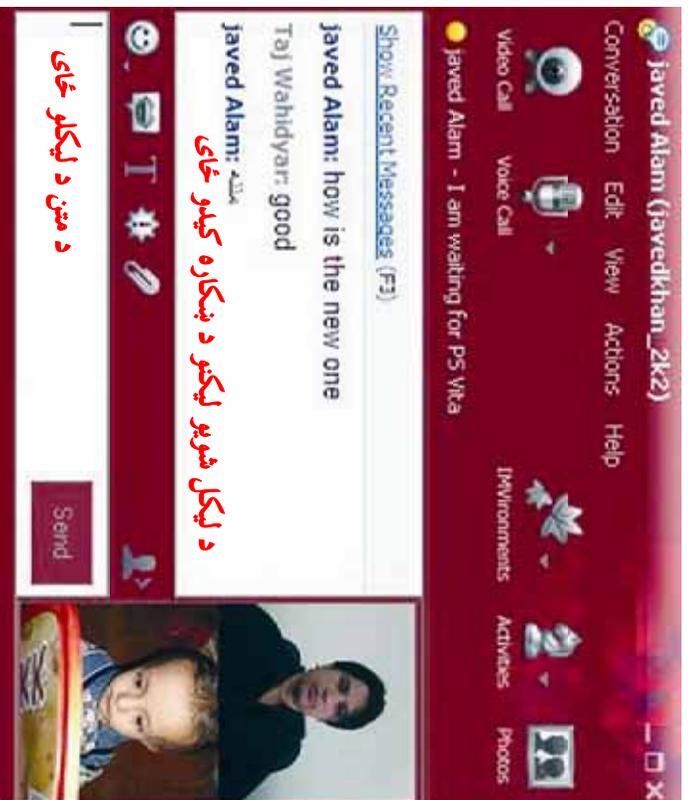 javed Alam (javedkhan_2k2)
Conversation Edit View Actions Help
Video Call Voice Call IMVironments Activities Photos
javed Alam - I am waiting for PS Vita
Show Recent Messages (F3)
javed Alam: how is the new one
Taj Wahidyar: good
javed Alam: مننه
د لیکل شویو لیکنو د ښکاره کیدو ځای
د متن د لیکلو ځای
Send